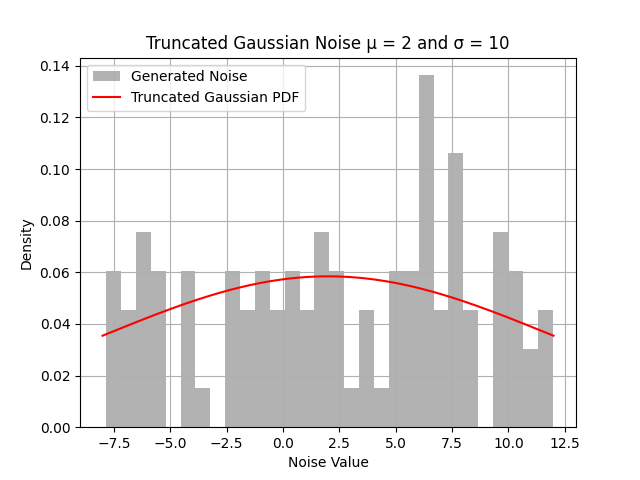 Truncated Gaussian Noise μ = 2 and σ = 10
Generated Noise
Truncated Gaussian PDF
Density
0.14
0.12
0.10
0.08
0.06
0.04
0.02
0.00
−7.5 −5.0 −2.5 0.0 2.5 5.0 7.5 10.0 12.5
Noise Value